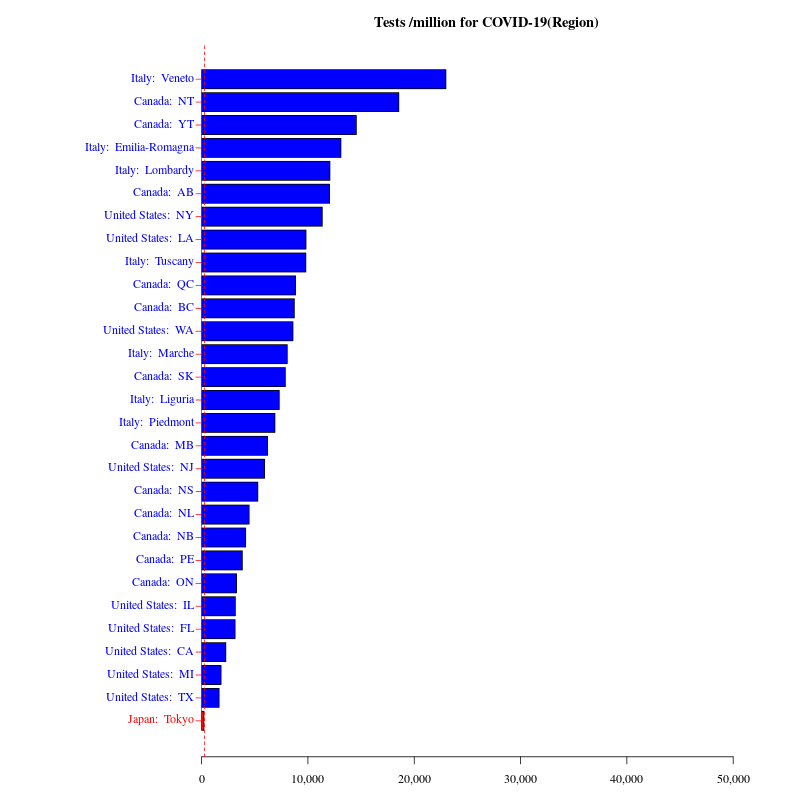 Tests /million for COVID-19(Region)
Italy:  Veneto
Canada:  NT
Canada:  YT
Italy:  Emilia-Romagna
Italy:  Lombardy
Canada:  AB
United States:  NY
United States:  LA
Italy:  Tuscany
Canada:  QC
Canada:  BC
United States:  WA
Italy:  Marche
Canada:  SK
Italy:  Liguria
Italy:  Piedmont
Canada:  MB
United States:  NJ
Canada:  NS
Canada:  NL
Canada:  NB
Canada:  PE
Canada:  ON
United States:  IL
United States:  FL
United States:  CA
United States:  MI
United States:  TX
Japan:  Tokyo
0 10,000 20,000 30,000 40,000 50,000